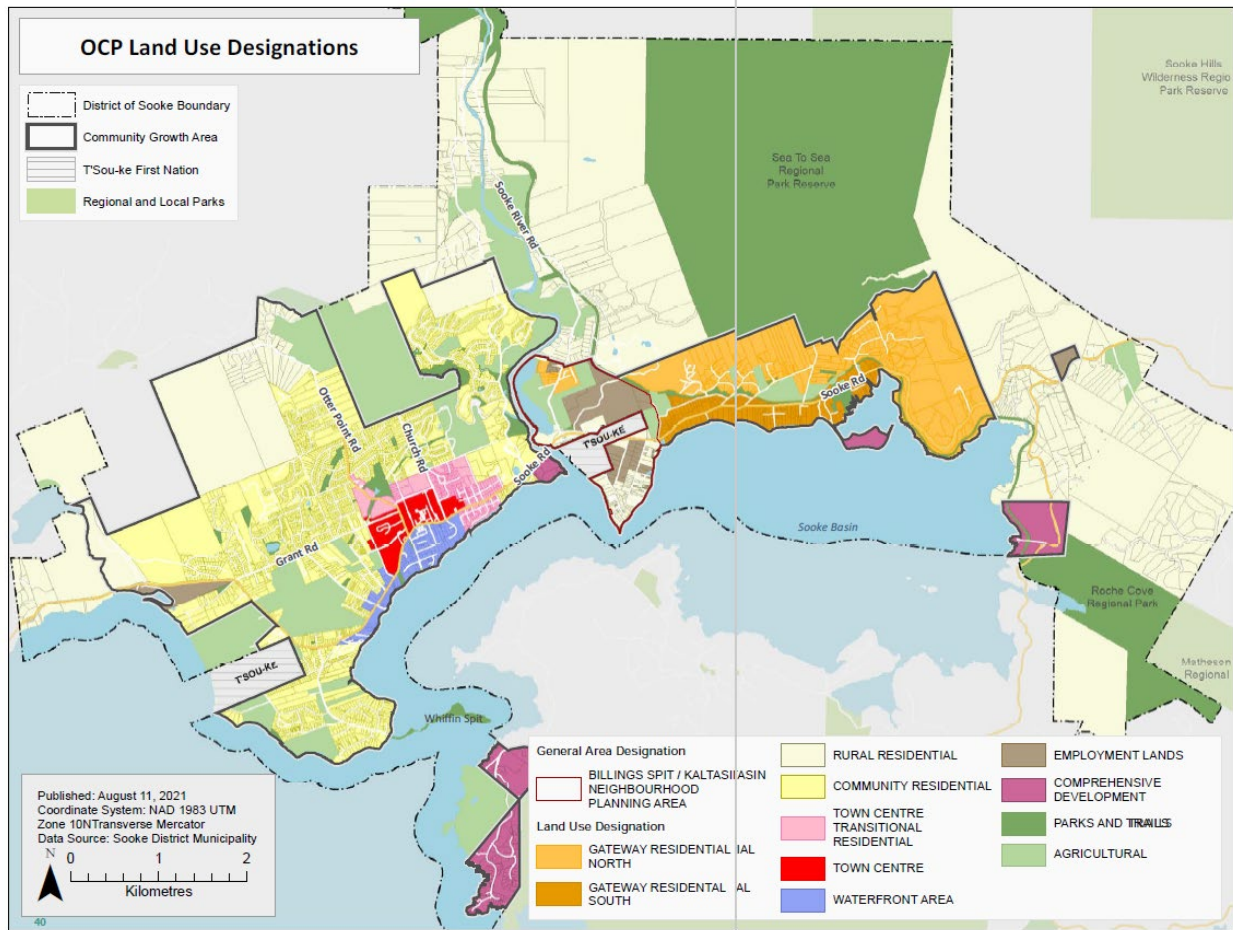 OCP Land Use Designations
District of Sooke Boundary
Community Growth Area
T'Sou-ke First Nation
Regional and Local Parks
Sooke Hills
Wilderness Regio
Park Reserve
Sea To Sea
Regional
Park Reserve
Sooke River Rd
Otter Point Rd
Church Rd
Sooke Rd
T'SOU-KE
Sooke Rd
Grant Rd
Sooke Basin
Roche Cove
Regional Park
Matheson
Regional
T'SOU-KE
Whiffin Spit
General Area Designation
BILLINGS SPIT / KALTASIIASIN
NEIGHBOURHOOD
PLANNING AREA
Land Use Designation
GATEWAY RESIDENTIAL IAL
NORTH
GATEWAY RESIDENTIAL AL
SOUTH
RURAL RESIDENTIAL
COMMUNITY RESIDENTIAL
TOWN CENTRE
TRANSITIONAL
RESIDENTIAL
TOWN CENTRE
WATERFRONT AREA
EMPLOYMENT LANDS
COMPREHENSIVE
DEVELOPMENT
PARKS AND
AGRICULTURAL
Published: August 11, 2021
Coordinate System: NAD 1983 UTM
Zone 10NTransverse Mercator
Data Source: Sooke District Municipality
N
0 1 2
Kilometres
40